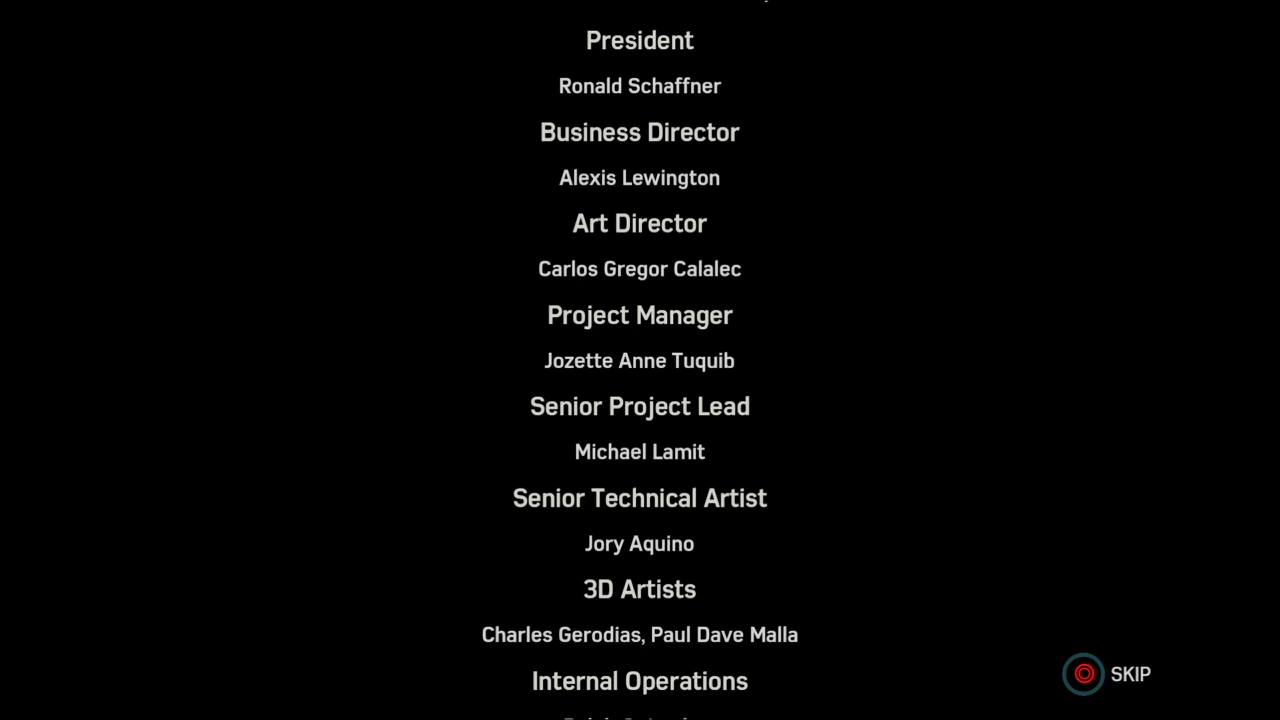 President
Ronald Schaffner
Business Director
Alexis Lewington
Art Director
Carlos Gregor Calalec
Project Manager
Jozette Anne Tuquib
Senior Project Lead
Michael Lamit
Senior Technical Artist
Jory Aquino
3D Artists
Charles Gerodias, Paul Dave Malla
Internal Operations
SKIP